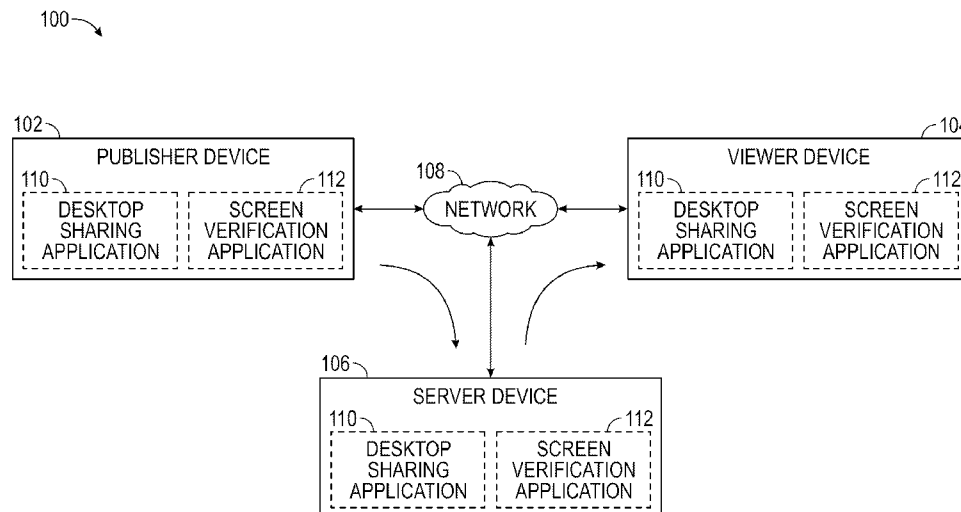 100
102
PUBLISHER DEVICE
110
DESKTOP
SHARING
APPLICATION
112
SCREEN
VERIFICATION
APPLICATION
108
NETWORK
104
VIEWER DEVICE
110
DESKTOP
SHARING
APPLICATION
112
SCREEN
VERIFICATION
APPLICATION
106
SERVER DEVICE
110
DESKTOP
SHARING
APPLICATION
112
SCREEN
VERIFICATION
APPLICATION